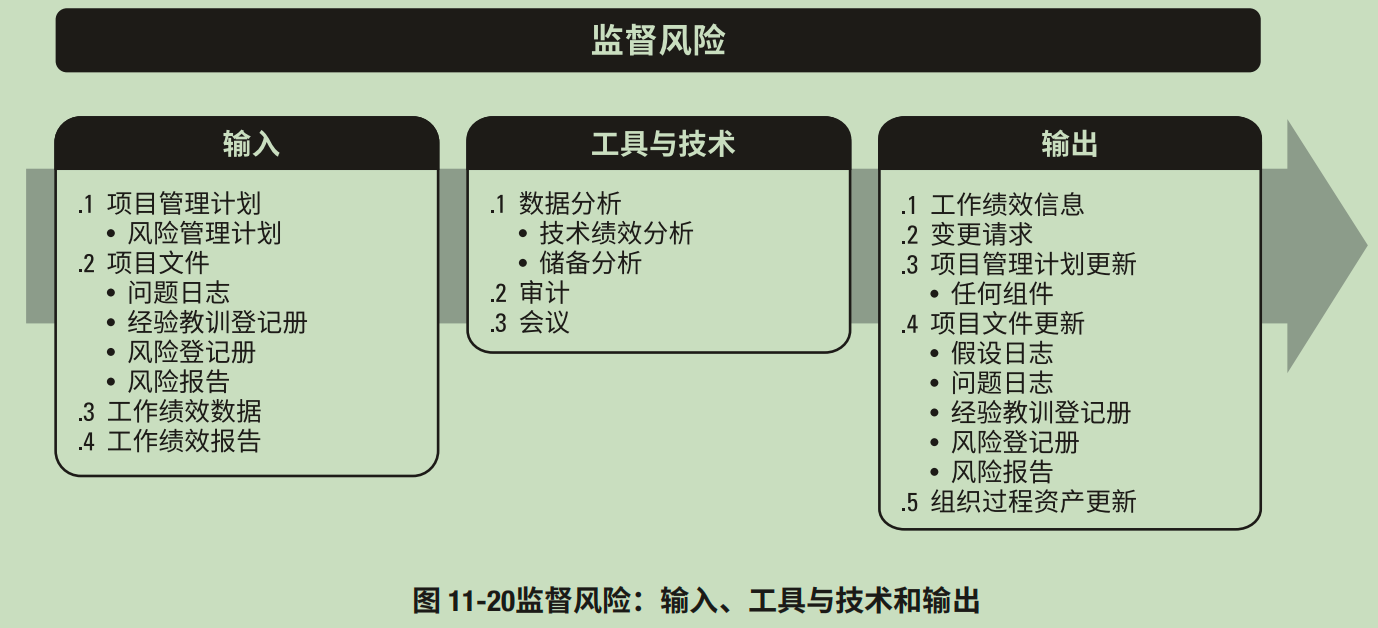 监督风险
输入
.1 项目管理计划
• 风险管理计划
.2 项目文件
• 问题日志
• 经验教训登记册
• 风险登记册
• 风险报告
.3 工作绩效数据
.4 工作绩效报告
工具与技术
.1 数据分析
• 技术绩效分析
• 储备分析
.2 审计
.3 会议
输出
.1 工作绩效信息
.2 变更请求
.3 项目管理计划更新
• 任何组件
.4 项目文件更新
• 假设日志
• 问题日志
• 经验教训登记册
• 风险登记册
• 风险报告
.5 组织过程资产更新
图 11-20监督风险：输入、工具与技术和输出